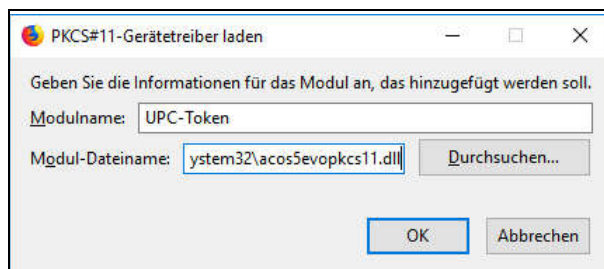 PKCS#11-Gerätetreiber laden
Geben Sie die Informationen für das Modul an, das hinzugefügt werden soll.
Modulname: UPC-Token
Modul-Dateiname: ystem32\acos5evopkcs11.dll Durchsuchen...
OK Abbrechen